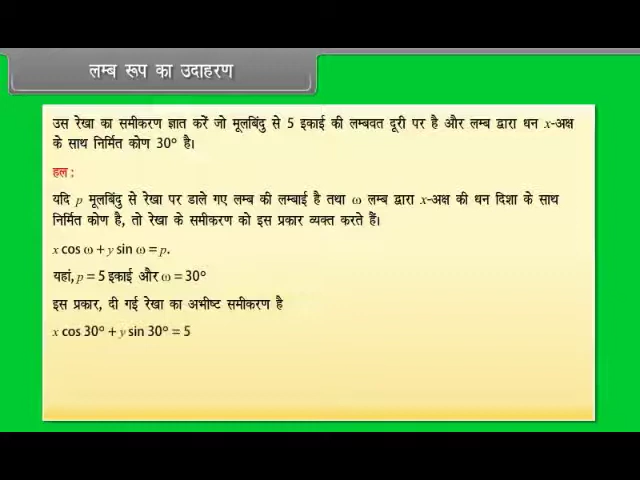 लम्ब रूप का उदाहरण
उस रेखा का समीकरण ज्ञात करें जो मूलबिंदु से 5 इकाई की लम्बवत दूरी पर है और लम्ब द्वारा धन x-अक्ष
के साथ निर्मित कोण 30° है।
हल :
यदि p मूलबिंदु से रेखा पर डाले गए लम्ब की लम्बाई है तथा ω लम्ब द्वारा x-अक्ष की धन दिशा के साथ
निर्मित कोण है, तो रेखा के समीकरण को इस प्रकार व्यक्त करते हैं।
x cos ω + y sin ω = p.
यहां, p = 5 इकाई और ω = 30°
इस प्रकार, दी गई रेखा का अभीष्ट समीकरण है
x cos 30° + y sin 30° = 5